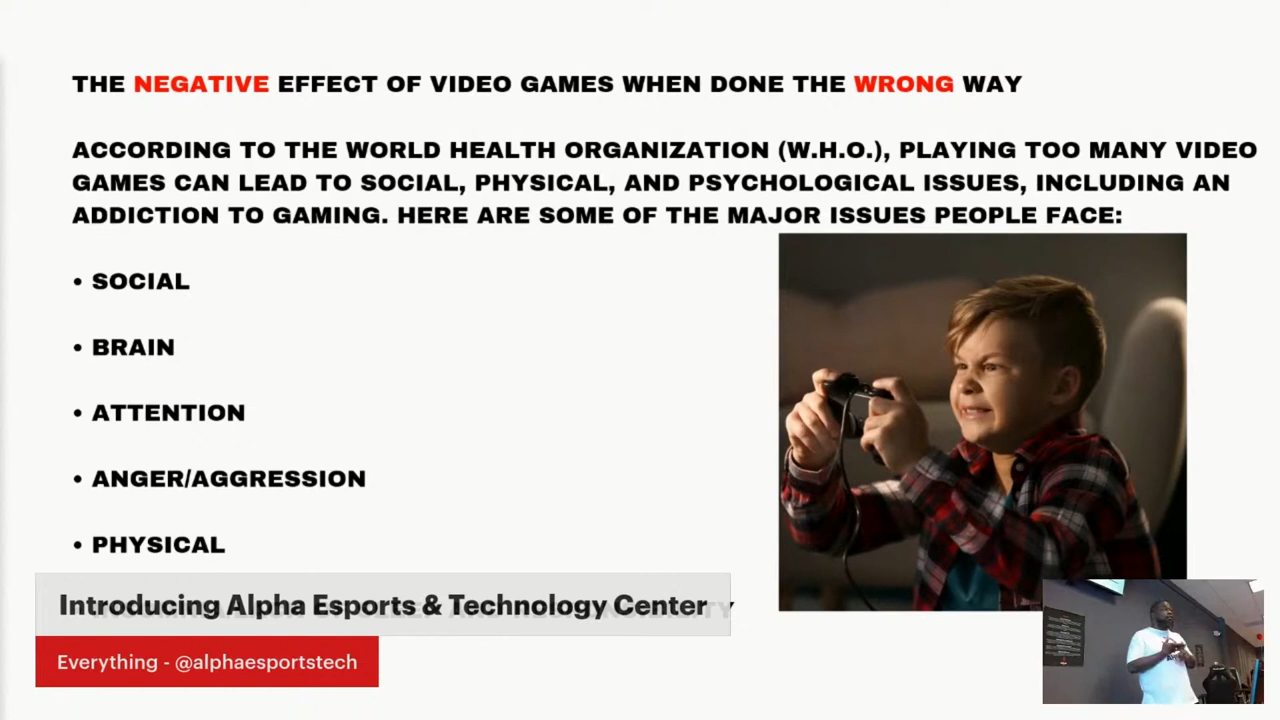 THE NEGATIVE EFFECT OF VIDEO GAMES WHEN DONE THE WRONG WAY
ACCORDING TO THE WORLD HEALTH ORGANIZATION (W.H.O.), PLAYING TOO MANY VIDEO
GAMES CAN LEAD TO SOCIAL, PHYSICAL, AND PSYCHOLOGICAL ISSUES, INCLUDING AN
ADDICTION TO GAMING. HERE ARE SOME OF THE MAJOR ISSUES PEOPLE FACE:
• SOCIAL
• BRAIN
• ATTENTION
• ANGER/AGGRESSION
• PHYSICAL
Introducing Alpha Esports & Technology Center
Everything - @alphaesportstech